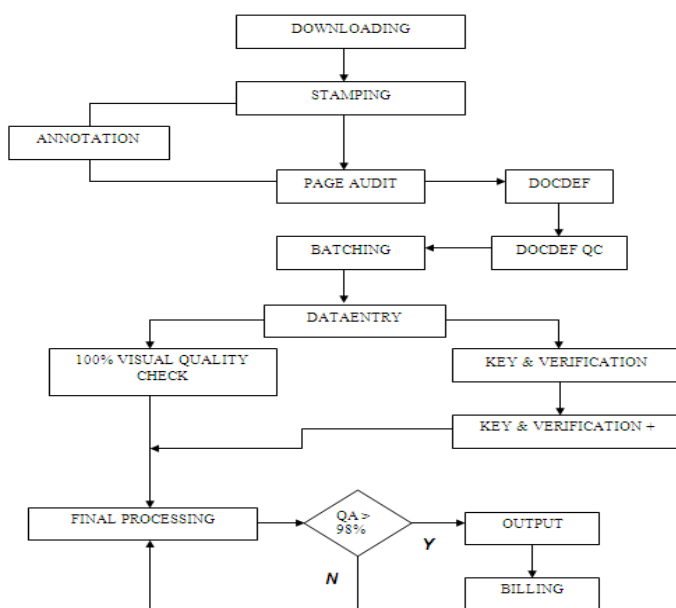 DOWNLOADING
STAMPING
ANNOTATION
PAGE AUDIT
DOCDEF
BATCHING
DOCDEF QC
DATAENTRY
100% VISUAL QUALITY
CHECK
KEY & VERIFICATION
KEY & VERIFICATION +
FINAL PROCESSING
QA >
98%
OUTPUT
Y
N
BILLING